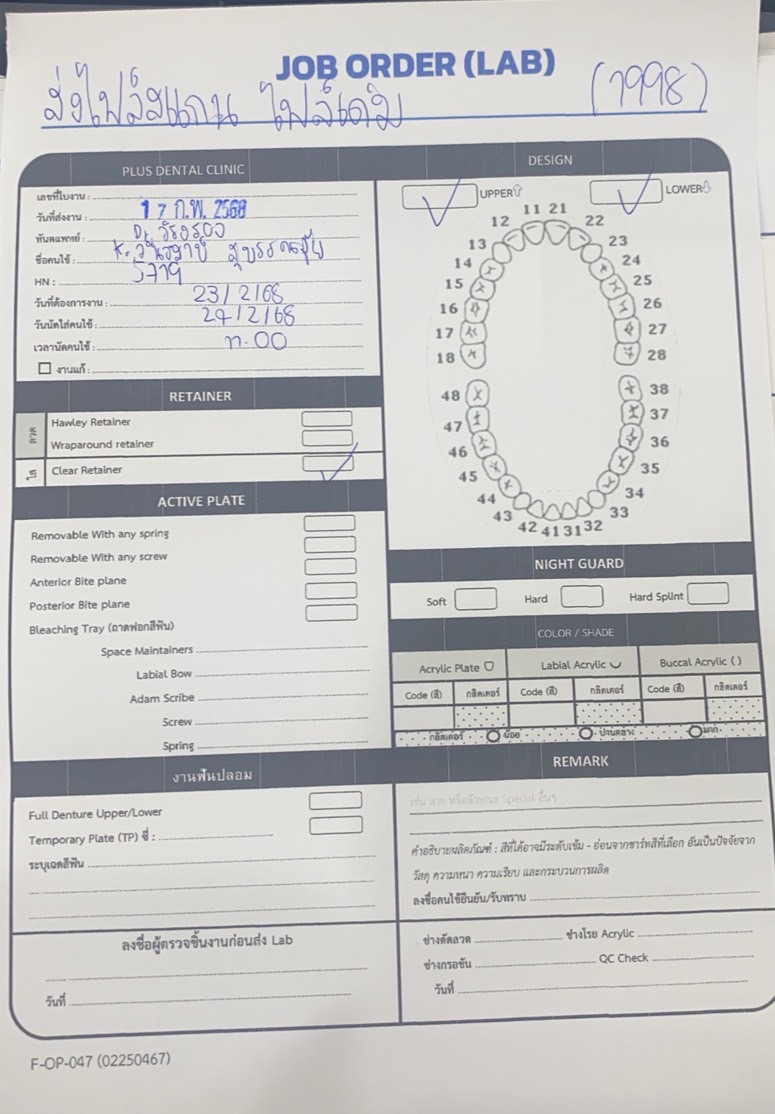 JOB ORDER (LAB)
ส่งไฟล์สแกน ไฟล์เดิม (1998)
PLUS DENTAL CLINIC
เลขที่ใบงาน :
วันที่ส่งงาน : 17 ก.พ. 2568
ทันตแพทย์ : Dr.
ชื่อคนไข้ : K.
HN : 5719
วันที่ต้องการงาน : 23/2/68
วันนัดใส่คนไข้ : 24/2/68
เวลานัดคนไข้ : 11.00
งานแก้ :
RETAINER
ลวด
Hawley Retainer
Wraparound retainer
ใส
Clear Retainer
ACTIVE PLATE
Removable With any spring
Removable With any screw
Anterior Bite plane
Posterior Bite plane
Bleaching Tray (ถาดฟอกสีฟัน)
Space Maintainers
Labial Bow
Adam Scribe
Screw
Spring
งานฟันปลอม
Full Denture Upper/Lower
Temporary Plate (TP) ซี่ :
ระบุเฉดสีฟัน
ลงชื่อผู้ตรวจชิ้นงานก่อนส่ง Lab
วันที่
DESIGN
UPPER LOWER
11 21
12 22
13 23
14 24
15 25
16 26
17 27
18 28
48 38
47 37
46 36
45 35
44 34
43 33
42 41 31 32
NIGHT GUARD
Soft Hard Hard Splint
COLOR / SHADE
Acrylic Plate Labial Acrylic Buccal Acrylic ( )
Code (สี) กลิตเตอร์ Code (สี) กลิตเตอร์ Code (สี) กลิตเตอร์
กลิตเตอร์ น้อย ปานกลาง มาก
REMARK
เช่น ลาย หรือลักษณะ Special อื่นๆ
คำอธิบายผลิตภัณฑ์ : สีที่ได้อาจมีระดับเข้ม - อ่อนจากชาร์ทสีที่เลือก อันเป็นปัจจัยจาก
วัสดุ ความหนา ความเรียบ และกระบวนการผลิต
ลงชื่อคนไข้ยืนยัน/รับทราบ
ช่างดัดลวด ช่างโรย Acrylic
ช่างกรอขัน QC Check
วันที่
F-OP-047 (02250467)